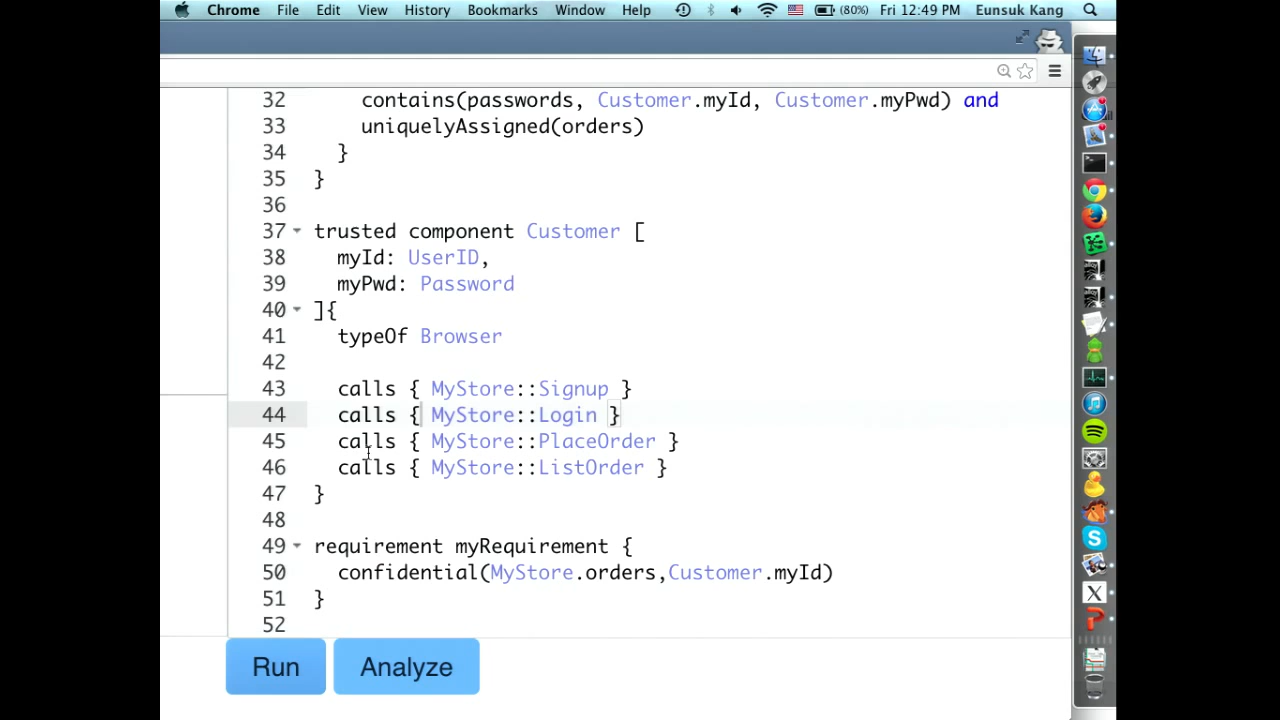 Chrome File Edit View History Bookmarks Window Help (80%) Fri 12:49 PM Eunsuk Kang
32 contains(passwords, Customer.myId, Customer.myPwd) and
33 uniquelyAssigned(orders)
34 }
35 }
36
37 trusted component Customer [
38 myId: UserID,
39 myPwd: Password
40 ]{
41 typeOf Browser
42
43 calls { MyStore::Signup }
44 calls { MyStore::Login }
45 calls { MyStore::PlaceOrder }
46 calls { MyStore::ListOrder }
47 }
48
49 requirement myRequirement {
50 confidential(MyStore.orders,Customer.myId)
51 }
52
Run Analyze